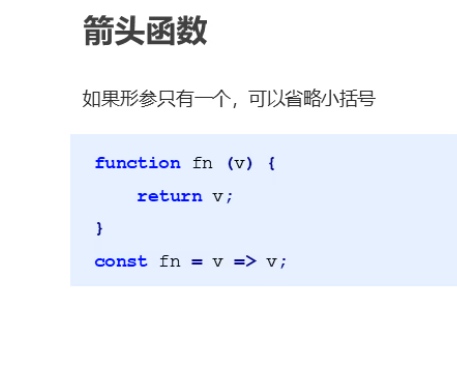 箭头函数
如果形参只有一个，可以省略小括号
function fn (v) {
    return v;
}
const fn = v => v;